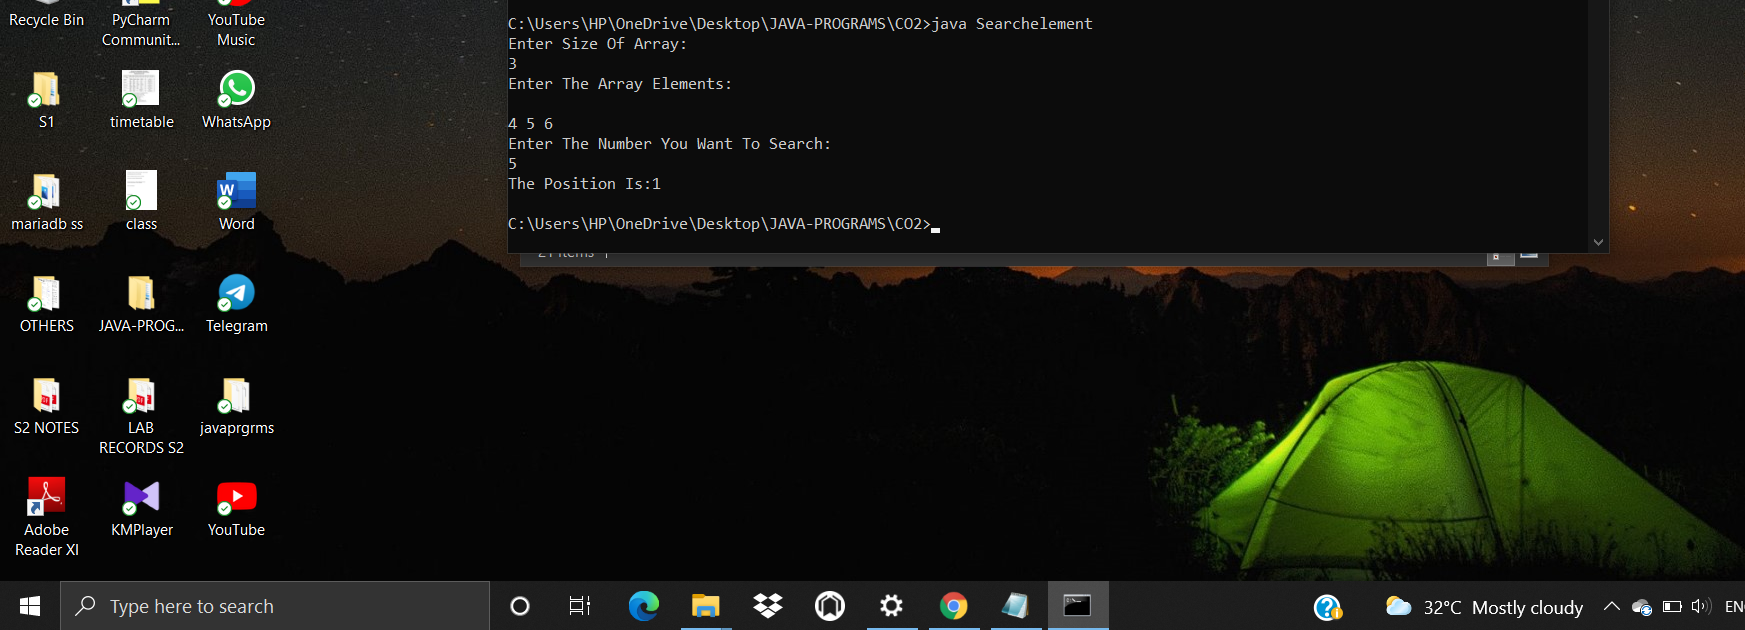 Recycle Bin
PyCharm
Communit...
YouTube
Music
S1
timetable
WhatsApp
mariadb ss
class
Word
OTHERS
JAVA-PROG...
Telegram
S2 NOTES
LAB
RECORDS S2
javaprgrms
Adobe
Reader XI
KMPlayer
YouTube
C:\Users\HP\OneDrive\Desktop\JAVA-PROGRAMS\CO2>java Searchelement
Enter Size Of Array:
3
Enter The Array Elements:
4 5 6
Enter The Number You Want To Search:
5
The Position Is:1
C:\Users\HP\OneDrive\Desktop\JAVA-PROGRAMS\CO2>
items
Type here to search
32°C Mostly cloudy